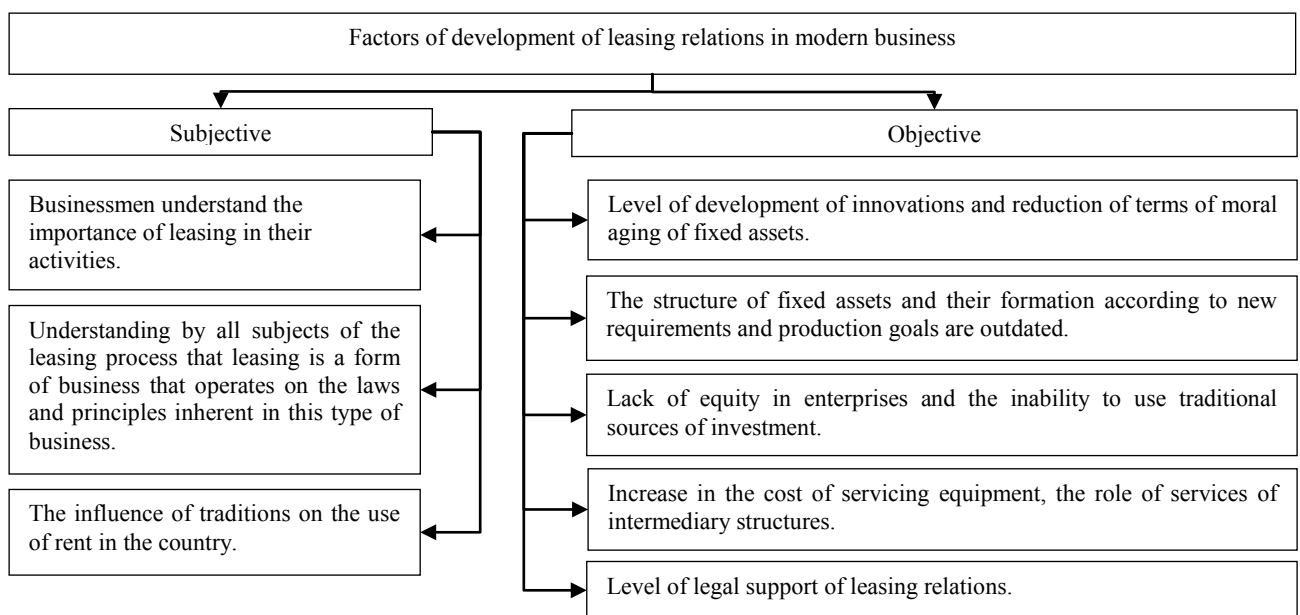 Factors of development of leasing relations in modern business
Subjective
Objective
Businessmen understand the
importance of leasing in their
activities.
Understanding by all subjects of the
leasing process that leasing is a form
of business that operates on the laws
and principles inherent in this type of
business.
The influence of traditions on the use
of rent in the country.
Level of development of innovations and reduction of terms of moral
aging of fixed assets.
The structure of fixed assets and their formation according to new
requirements and production goals are outdated.
Lack of equity in enterprises and the inability to use traditional
sources of investment.
Increase in the cost of servicing equipment, the role of services of
intermediary structures.
Level of legal support of leasing relations.